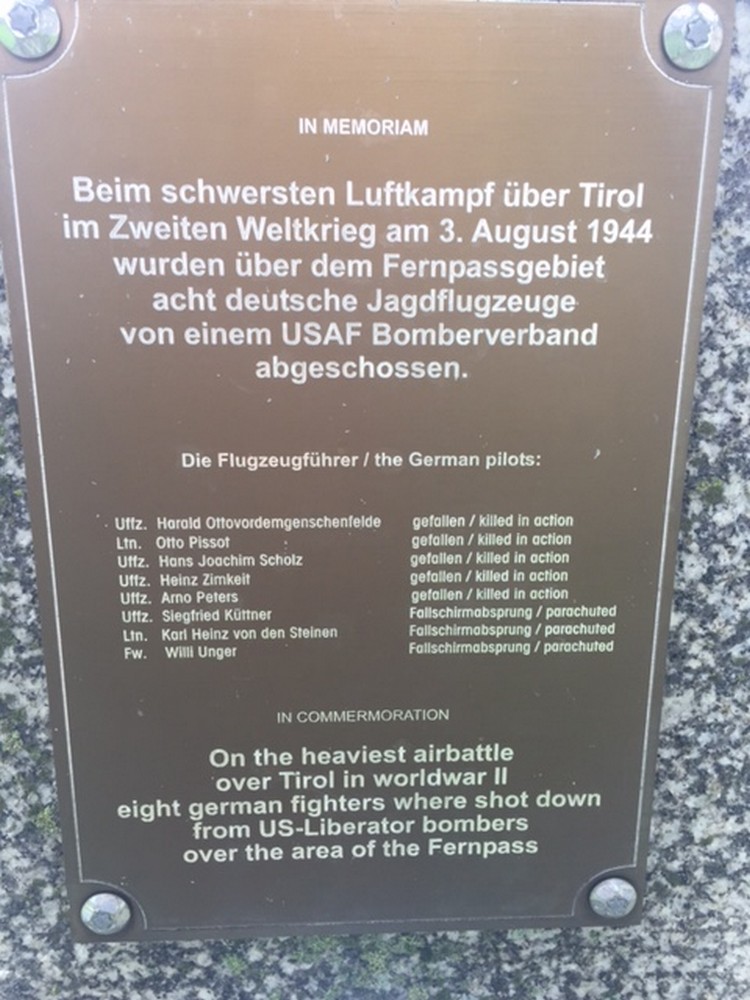 IN MEMORIAM
Beim schwersten Luftkampf über Tirol
im Zweiten Weltkrieg am 3. August 1944
wurden über dem Fernpassgebiet
acht deutsche Jagdflugzeuge
von einem USAF Bomberverband
abgeschossen.
Die Flugzeugführer / the German pilots:
Uffz. Harald Ottovordemgenschenfelde gefallen / killed in action
Ltn. Otto Pissot gefallen / killed in action
Uffz. Hans Joachim Scholz gefallen / killed in action
Uffz. Heinz Zimkeit gefallen / killed in action
Uffz. Arno Peters gefallen / killed in action
Uffz. Siegfried Küttner Fallschirmabsprung / parachuted
Ltn. Karl Heinz von den Steinen Fallschirmabsprung / parachuted
Fw. Willi Unger Fallschirmabsprung / parachuted
IN COMMERMORATION
On the heaviest airbattle
over Tirol in worldwar II
eight german fighters where shot down
from US-Liberator bombers
over the area of the Fernpass